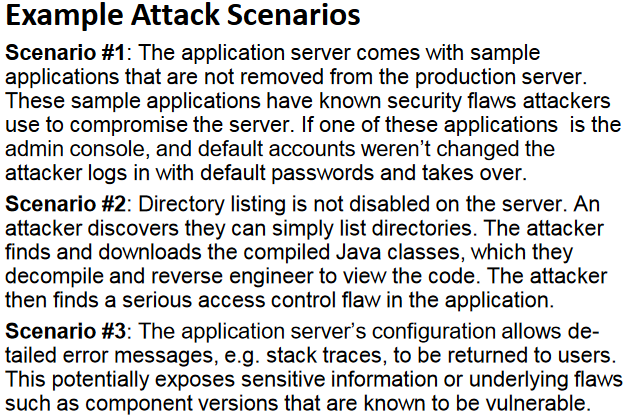 Example Attack Scenarios
Scenario #1: The application server comes with sample
applications that are not removed from the production server.
These sample applications have known security flaws attackers
use to compromise the server. If one of these applications  is the
admin console, and default accounts weren’t changed the
attacker logs in with default passwords and takes over.
Scenario #2: Directory listing is not disabled on the server. An
attacker discovers they can simply list directories. The attacker
finds and downloads the compiled Java classes, which they
decompile and reverse engineer to view the code. The attacker
then finds a serious access control flaw in the application.
Scenario #3: The application server’s configuration allows de-
tailed error messages, e.g. stack traces, to be returned to users.
This potentially exposes sensitive information or underlying flaws
such as component versions that are known to be vulnerable.